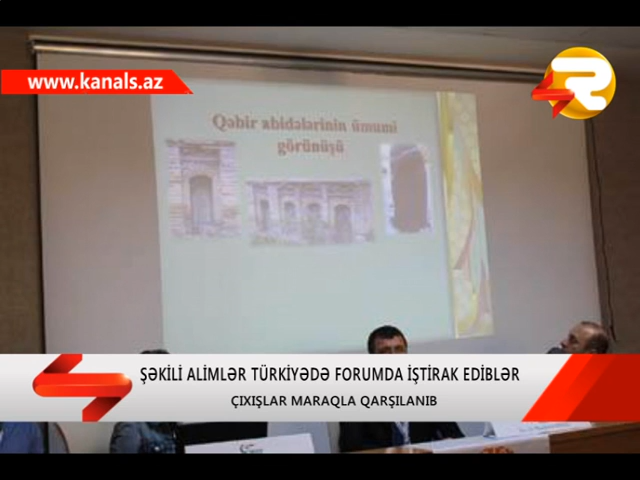 www.kanals.az
Qəbir abidələrinin ümumi
görünüşü
ŞƏKİLİ ALİMLƏR TÜRKİYƏDƏ FORUMDA İŞTİRAK EDİBLƏR
ÇIXIŞLAR MARAQLA QARŞILANIB